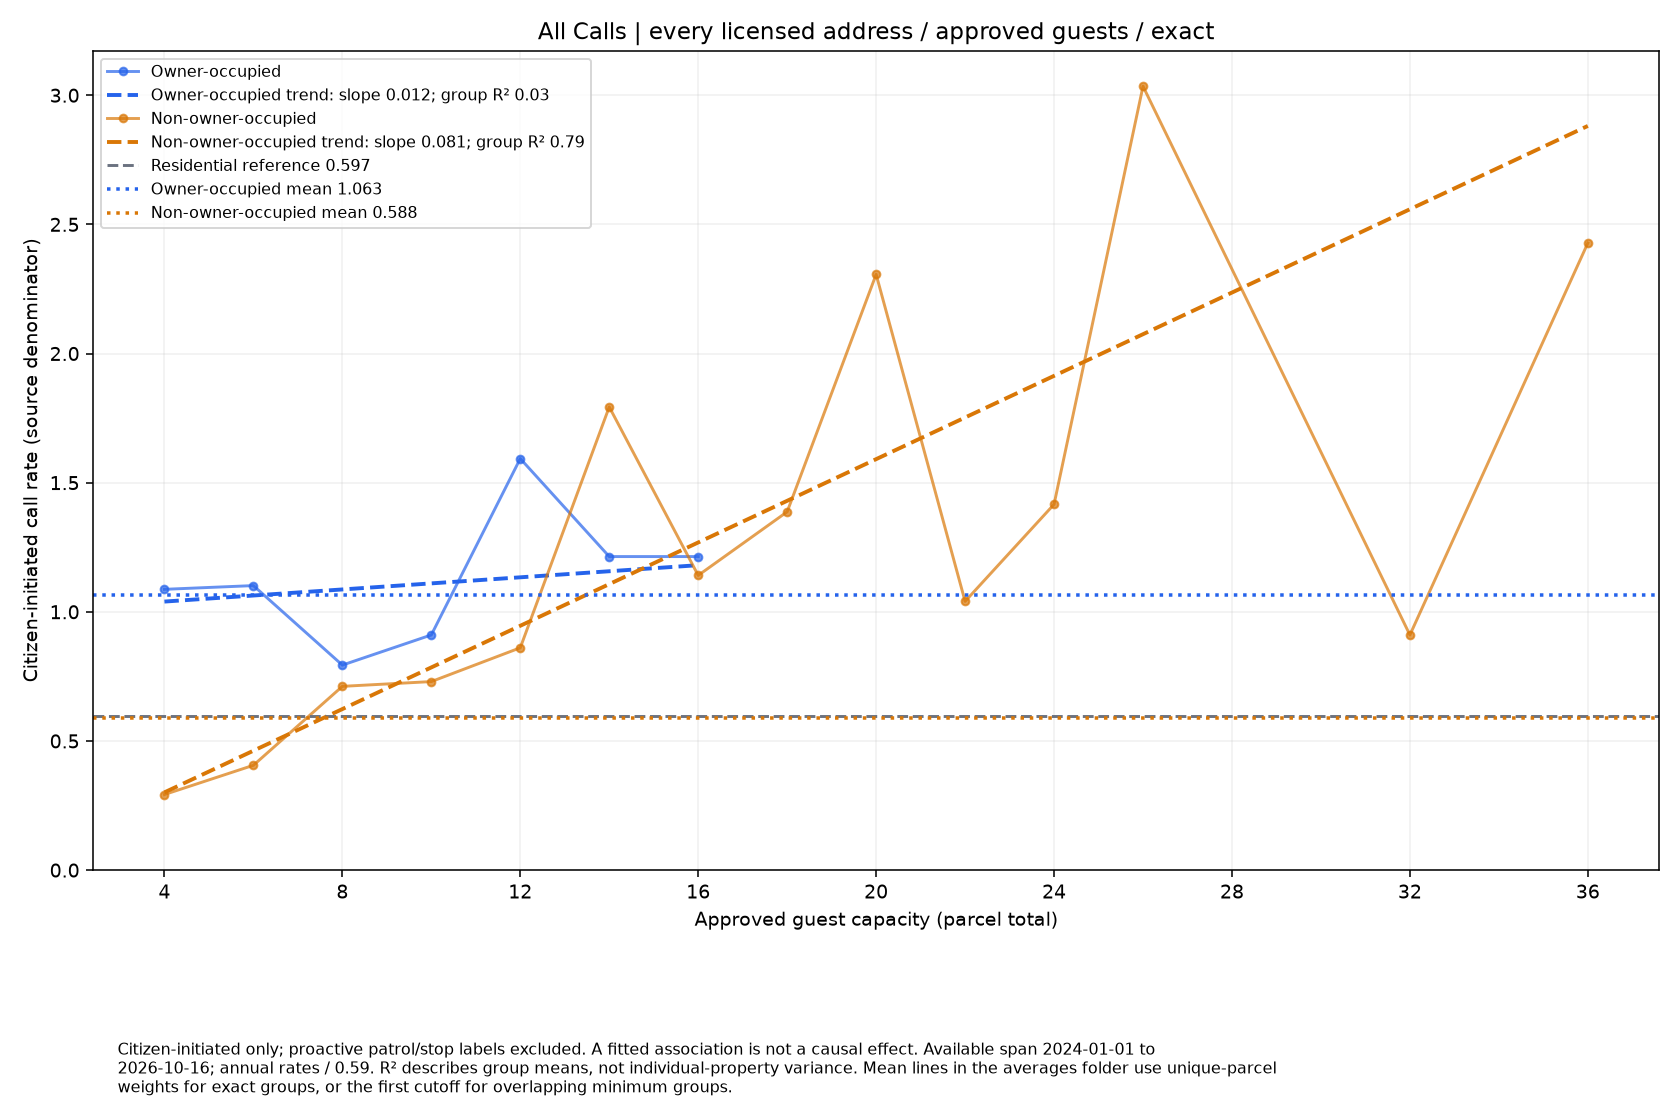 All Calls | every licensed address / approved guests / exact
Owner-occupied
Owner-occupied trend: slope 0.012; group R² 0.03
Non-owner-occupied
Non-owner-occupied trend: slope 0.081; group R² 0.79
Residential reference 0.597
Owner-occupied mean 1.063
Non-owner-occupied mean 0.588
Citizen-initiated call rate (source denominator)
3.0
2.5
2.0
1.5
1.0
0.5
0.0
4 8 12 16 20 24 28 32 36
Approved guest capacity (parcel total)
Citizen-initiated only; proactive patrol/stop labels excluded. A fitted association is not a causal effect. Available span 2024-01-01 to
2026-10-16; annual rates / 0.59. R² describes group means, not individual-property variance. Mean lines in the averages folder use unique-parcel
weights for exact groups, or the first cutoff for overlapping minimum groups.